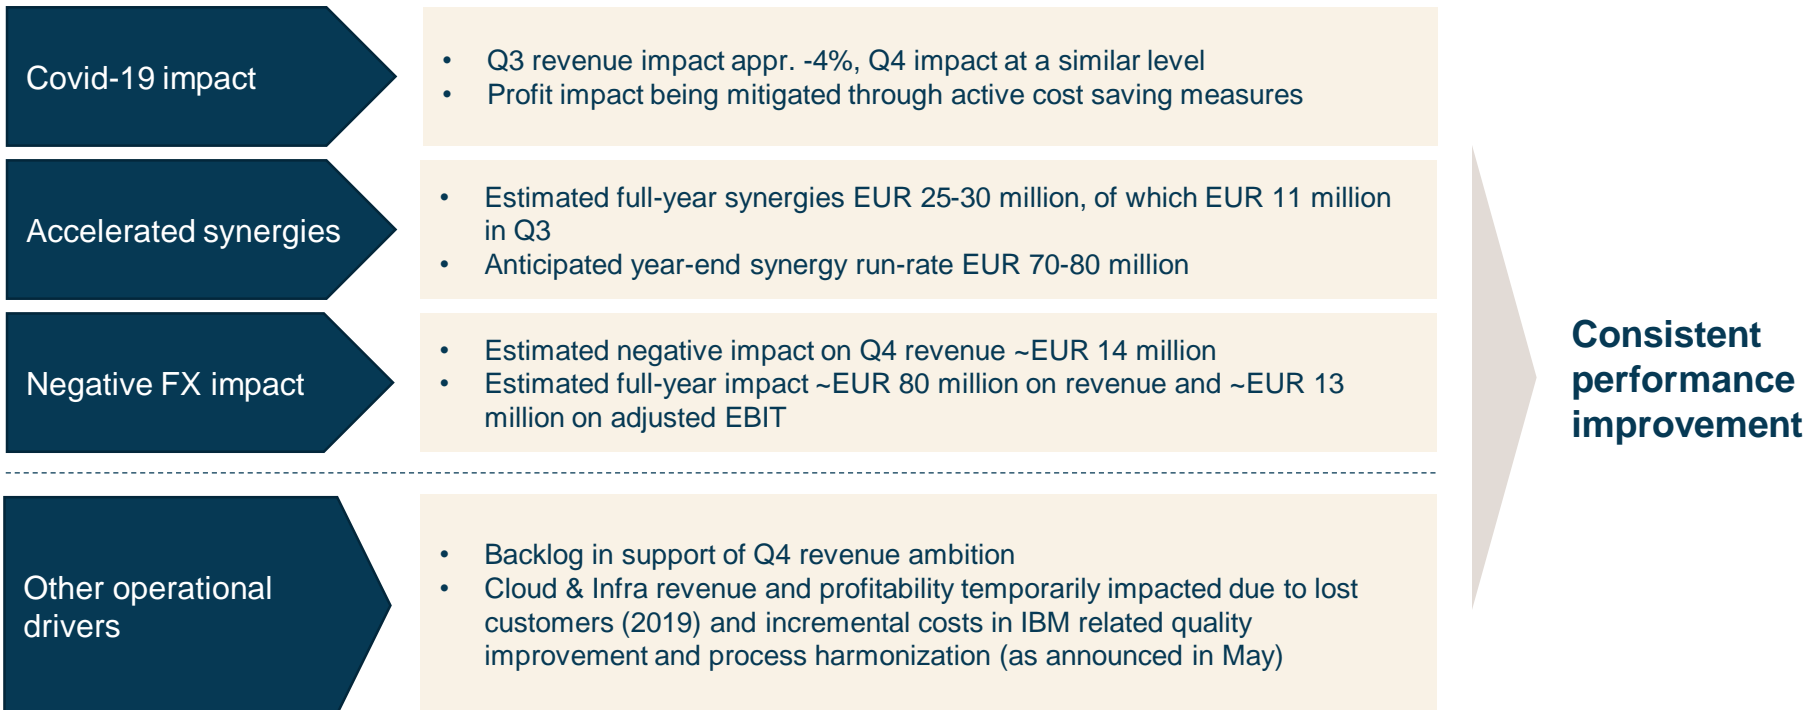 Covid-19 impact
• Q3 revenue impact appr. -4%, Q4 impact at a similar level
• Profit impact being mitigated through active cost saving measures
Accelerated synergies
• Estimated full-year synergies EUR 25-30 million, of which EUR 11 million
in Q3
• Anticipated year-end synergy run-rate EUR 70-80 million
Negative FX impact
• Estimated negative impact on Q4 revenue ~EUR 14 million
• Estimated full-year impact ~EUR 80 million on revenue and ~EUR 13
million on adjusted EBIT
Other operational
drivers
• Backlog in support of Q4 revenue ambition
• Cloud & Infra revenue and profitability temporarily impacted due to lost
customers (2019) and incremental costs in IBM related quality
improvement and process harmonization (as announced in May)
Consistent
performance
improvement